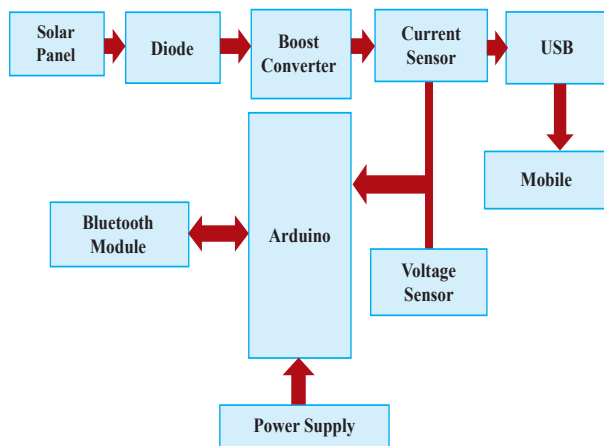 Solar
Panel
Diode
Boost
Converter
Current
Sensor
USB
Mobile
Bluetooth
Module
Arduino
Voltage
Sensor
Power Supply